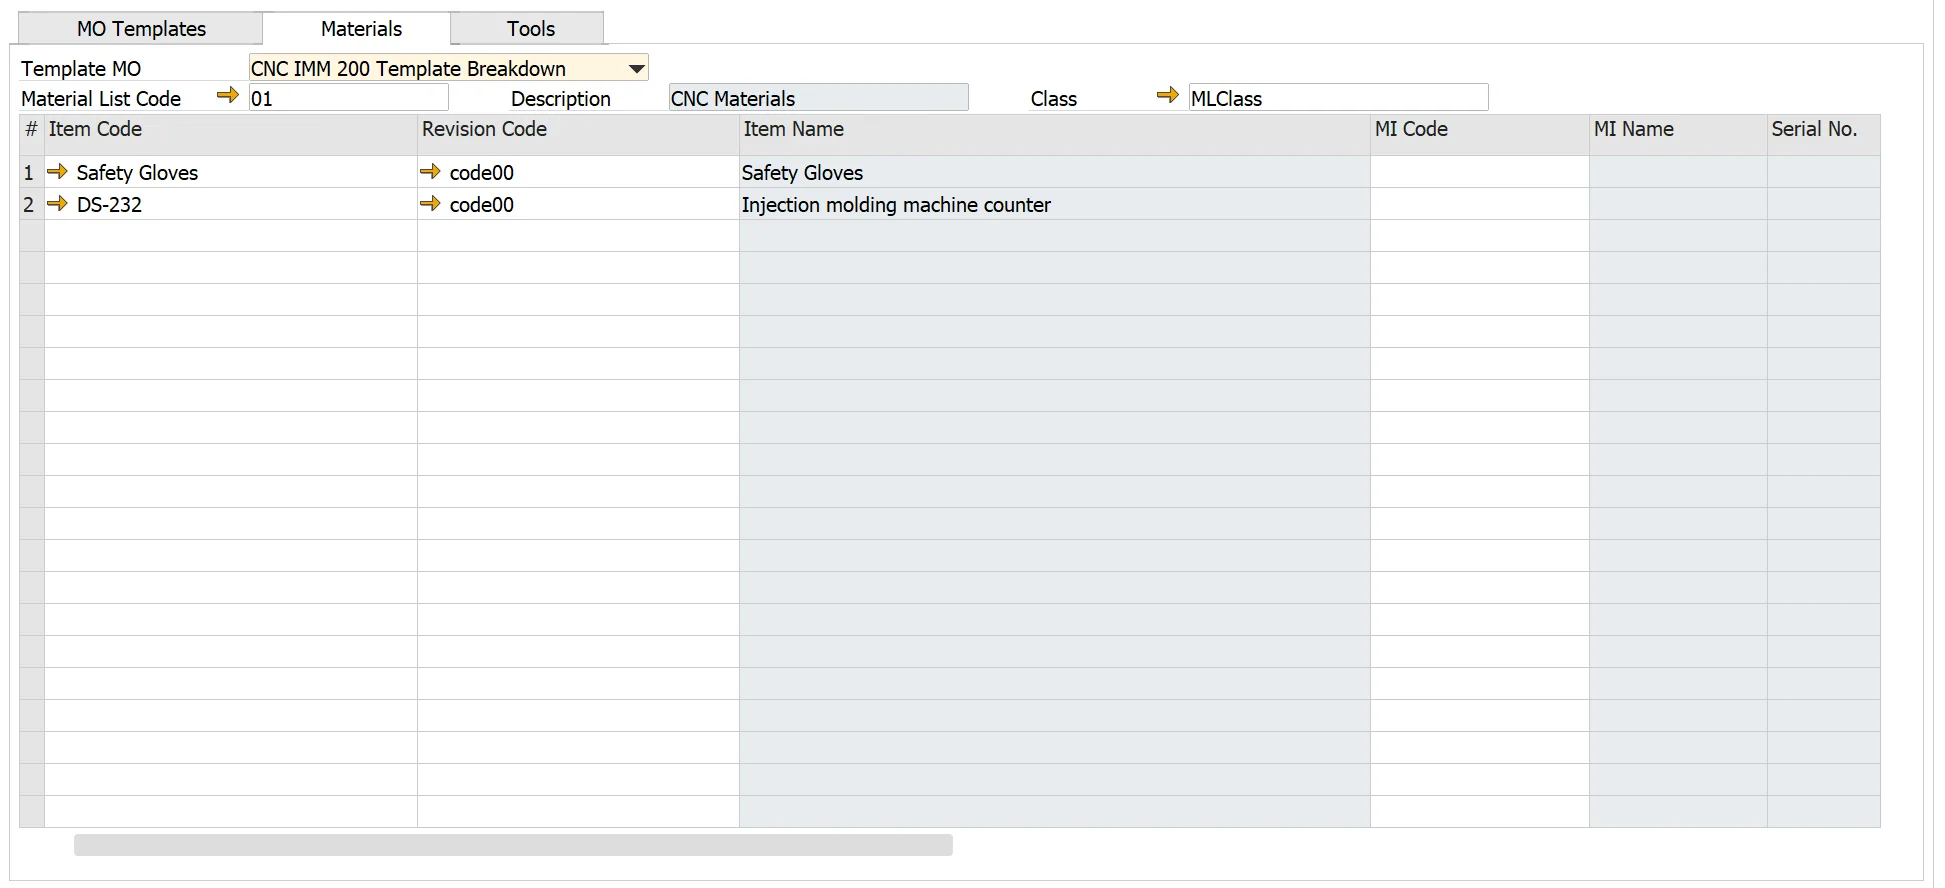 MO Templates Materials Tools
Template MO CNC IMM 200 Template Breakdown
Material List Code 01 Description CNC Materials Class MLClass
# Item Code Revision Code Item Name MI Code MI Name Serial No.
1 Safety Gloves code00 Safety Gloves
2 DS-232 code00 Injection molding machine counter